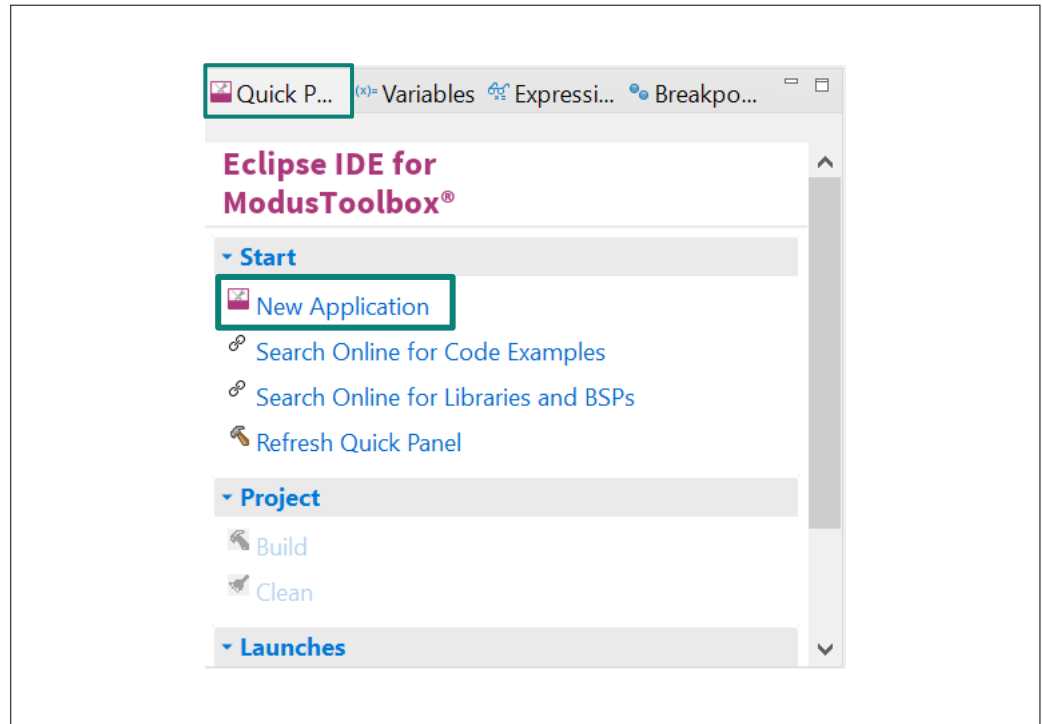 Quick P... (x)= Variables Expressi... Breakpo...
Eclipse IDE for
ModusToolbox®
Start
New Application
Search Online for Code Examples
Search Online for Libraries and BSPs
Refresh Quick Panel
Project
Build
Clean
Launches